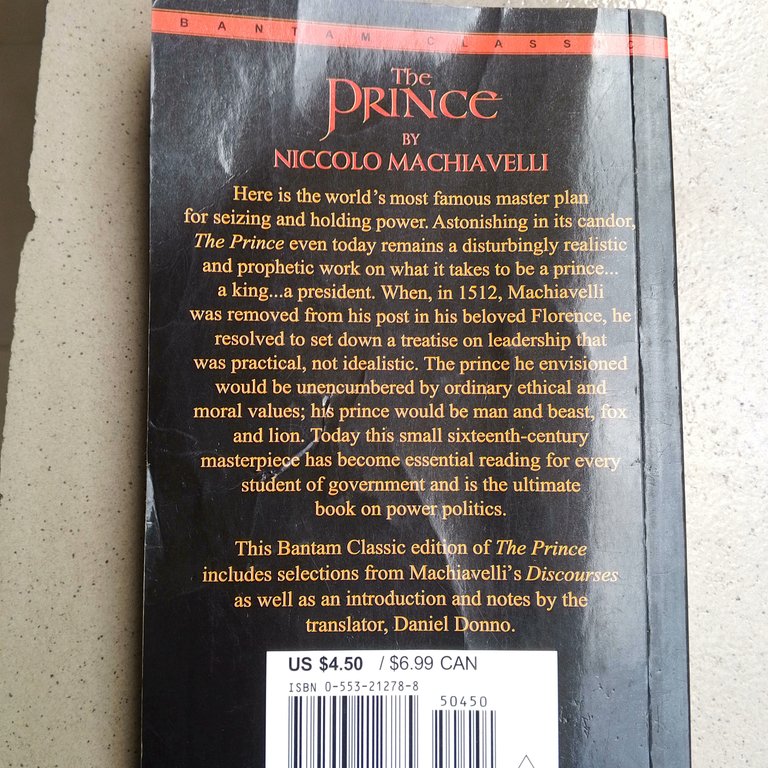 BANTAM CLASSIC
The
PRINCE
BY
NICCOLO MACHIAVELLI
Here is the world's most famous master plan
for seizing and holding power. Astonishing in its candor,
The Prince even today remains a disturbingly realistic
and prophetic work on what it takes to be a prince...
a king...a president. When, in 1512, Machiavelli
was removed from his post in his beloved Florence, he
resolved to set down a treatise on leadership that
was practical, not idealistic. The prince he envisioned
would be unencumbered by ordinary ethical and
moral values; his prince would be man and beast, fox
and lion. Today this small sixteenth-century
masterpiece has become essential reading for every
student of government and is the ultimate
book on power politics.
This Bantam Classic edition of The Prince
includes selections from Machiavelli's Discourses
as well as an introduction and notes by the
translator, Daniel Donno.
US $4.50 / $6.99 CAN
ISBN 0-553-21278-8
50450